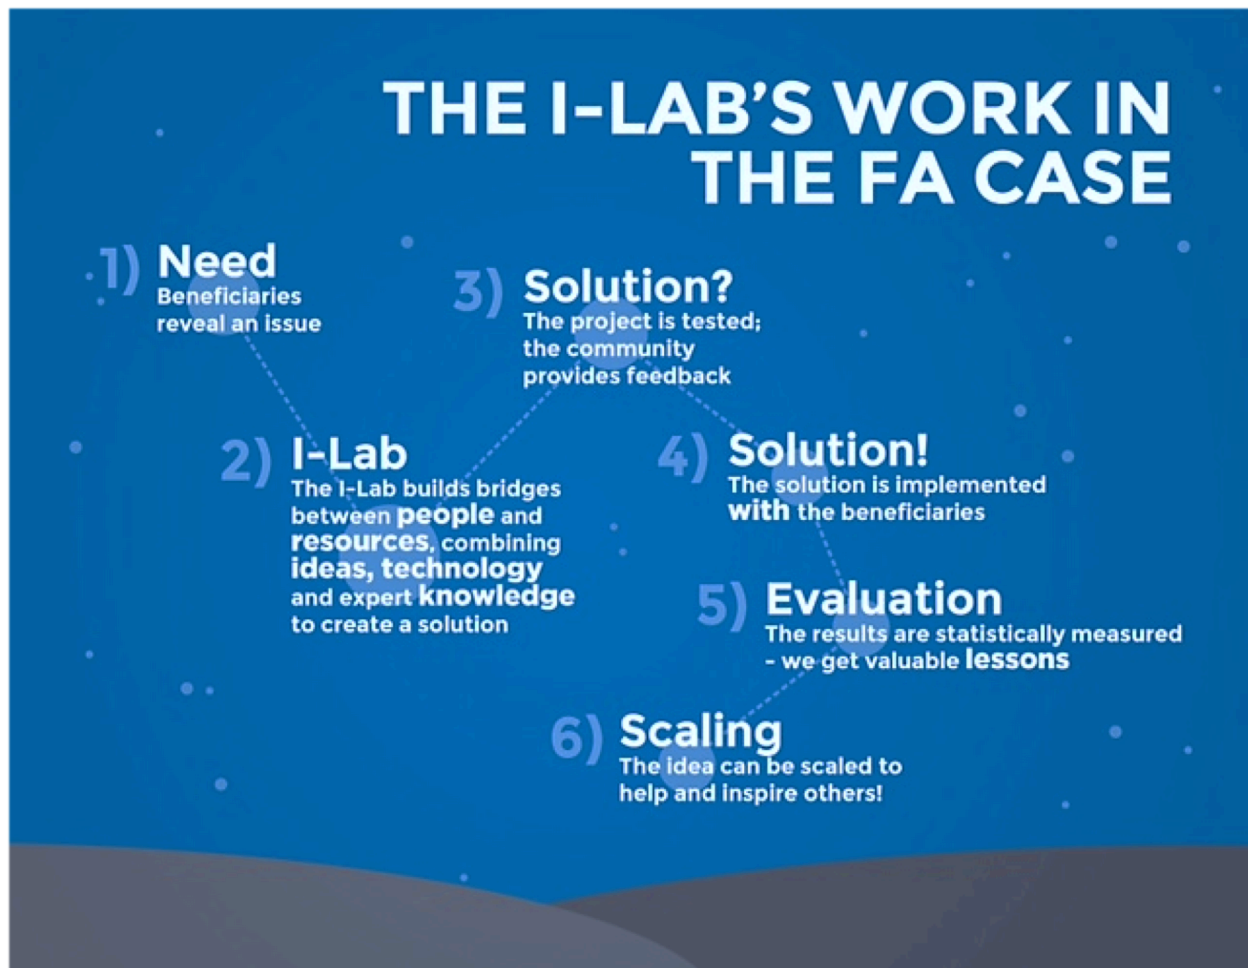 THE I-LAB'S WORK IN
THE FA CASE
1) Need
Beneficiaries
reveal an issue
2) I-Lab
The I-Lab builds bridges
between people and
resources, combining
ideas, technology
and expert knowledge
to create a solution
3) Solution?
The project is tested;
the community
provides feedback
4) Solution!
The solution is implemented
with the beneficiaries
5) Evaluation
The results are statistically measured
- we get valuable lessons
6) Scaling
The idea can be scaled to
help and inspire others!